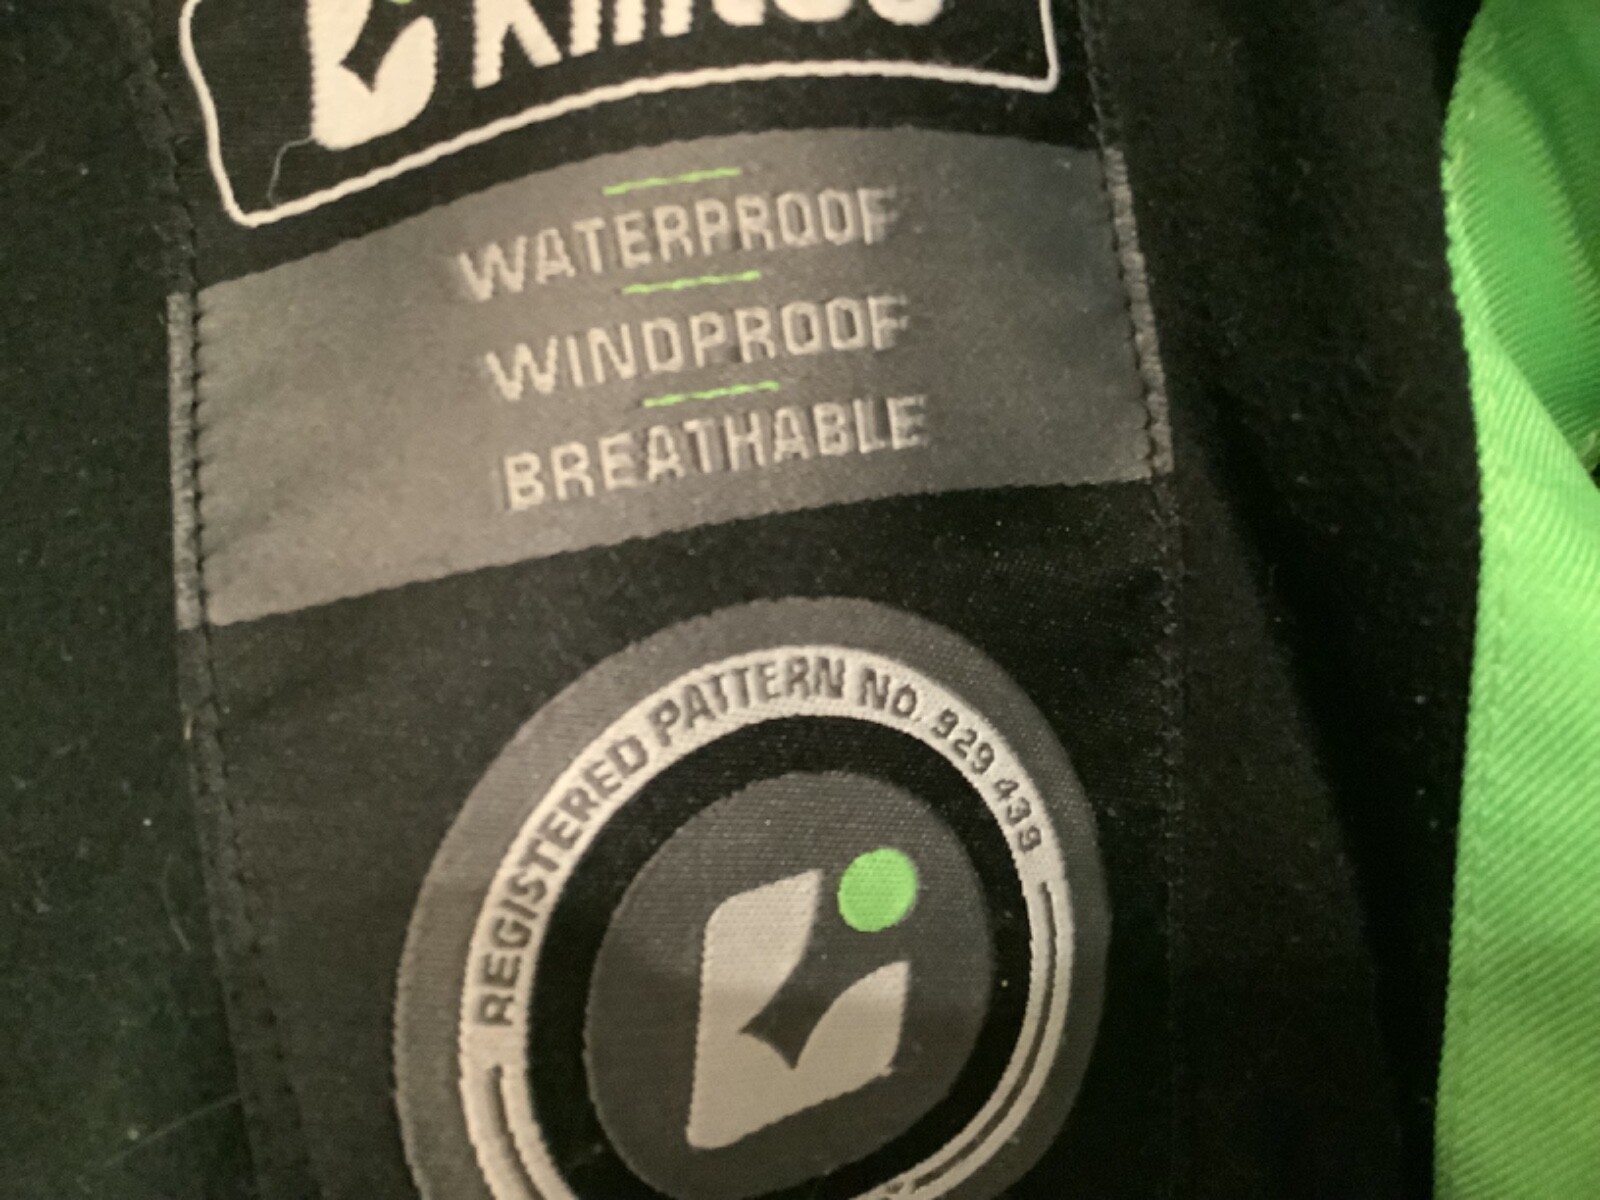 WATERPROOF
WINDPROOF
BREATHABLE
REGISTERED PATTERN NO. 929 439